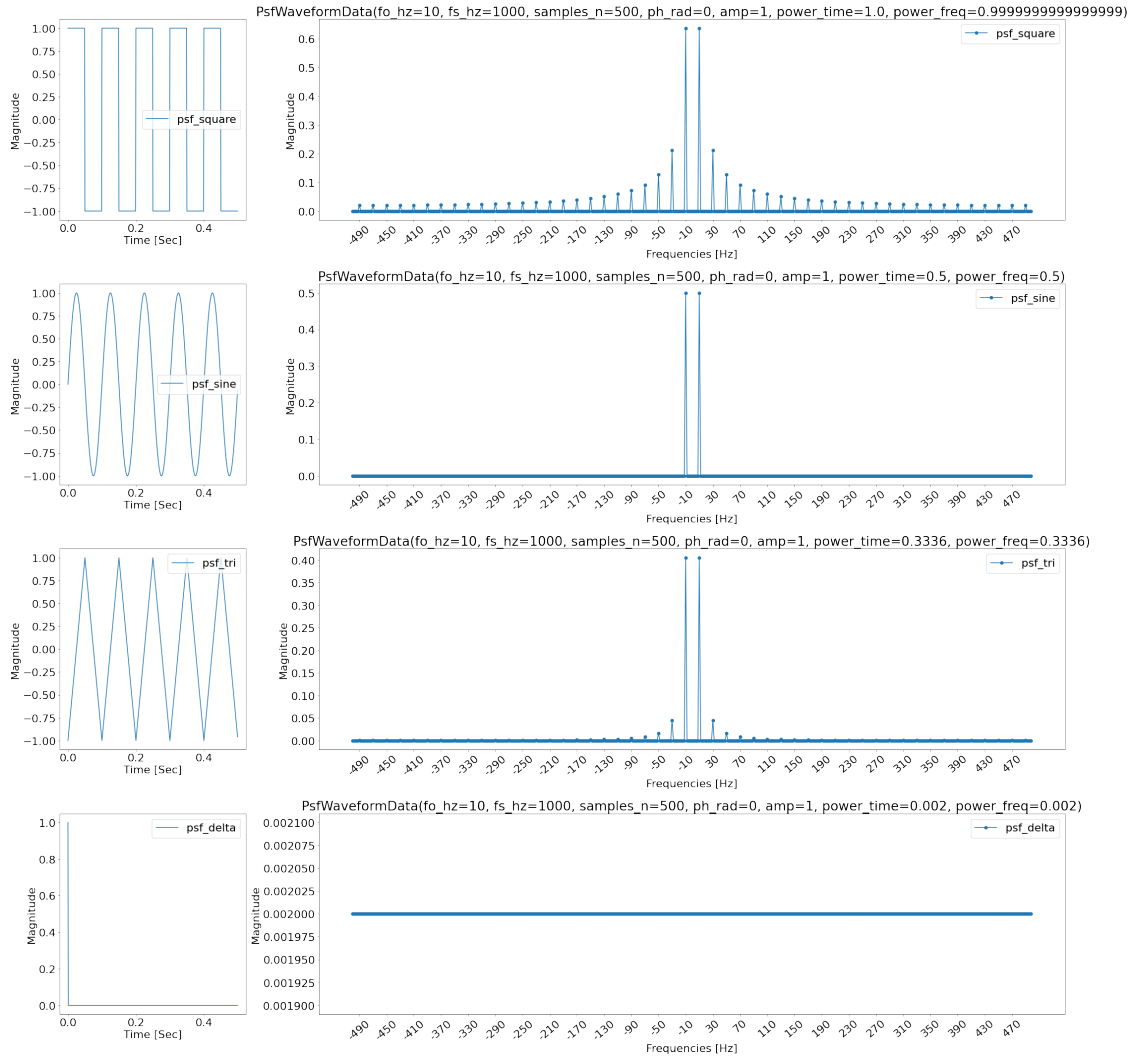 PsfWaveformData(fo_hz=10, fs_hz=1000, samples_n=500, ph_rad=0, amp=1, power_time=1.0, power_freq=0.9999999999999999)
1.00
0.75
0.50
0.25
0.00
−0.25
−0.50
−0.75
−1.00
Magnitude
psf_square
0.0 0.2 0.4
Time [Sec]
0.6
0.5
0.4
0.3
0.2
0.1
0.0
Magnitude
psf_square
-490 -450 -410 -370 -330 -290 -250 -210 -170 -130 -90 -50 -10 30 70 110 150 190 230 270 310 350 390 430 470
Frequencies [Hz]
PsfWaveformData(fo_hz=10, fs_hz=1000, samples_n=500, ph_rad=0, amp=1, power_time=0.5, power_freq=0.5)
1.00
0.75
0.50
0.25
0.00
−0.25
−0.50
−0.75
−1.00
Magnitude
psf_sine
0.0 0.2 0.4
Time [Sec]
0.5
0.4
0.3
0.2
0.1
0.0
Magnitude
psf_sine
-490 -450 -410 -370 -330 -290 -250 -210 -170 -130 -90 -50 -10 30 70 110 150 190 230 270 310 350 390 430 470
Frequencies [Hz]
PsfWaveformData(fo_hz=10, fs_hz=1000, samples_n=500, ph_rad=0, amp=1, power_time=0.3336, power_freq=0.3336)
1.00
0.75
0.50
0.25
0.00
−0.25
−0.50
−0.75
−1.00
Magnitude
psf_tri
0.0 0.2 0.4
Time [Sec]
0.40
0.35
0.30
0.25
0.20
0.15
0.10
0.05
0.00
Magnitude
psf_tri
-490 -450 -410 -370 -330 -290 -250 -210 -170 -130 -90 -50 -10 30 70 110 150 190 230 270 310 350 390 430 470
Frequencies [Hz]
PsfWaveformData(fo_hz=10, fs_hz=1000, samples_n=500, ph_rad=0, amp=1, power_time=0.002, power_freq=0.002)
1.0
0.8
0.6
0.4
0.2
0.0
Magnitude
psf_delta
0.0 0.2 0.4
Time [Sec]
0.002100
0.002075
0.002050
0.002025
0.002000
0.001975
0.001950
0.001925
0.001900
Magnitude
psf_delta
-490 -450 -410 -370 -330 -290 -250 -210 -170 -130 -90 -50 -10 30 70 110 150 190 230 270 310 350 390 430 470
Frequencies [Hz]